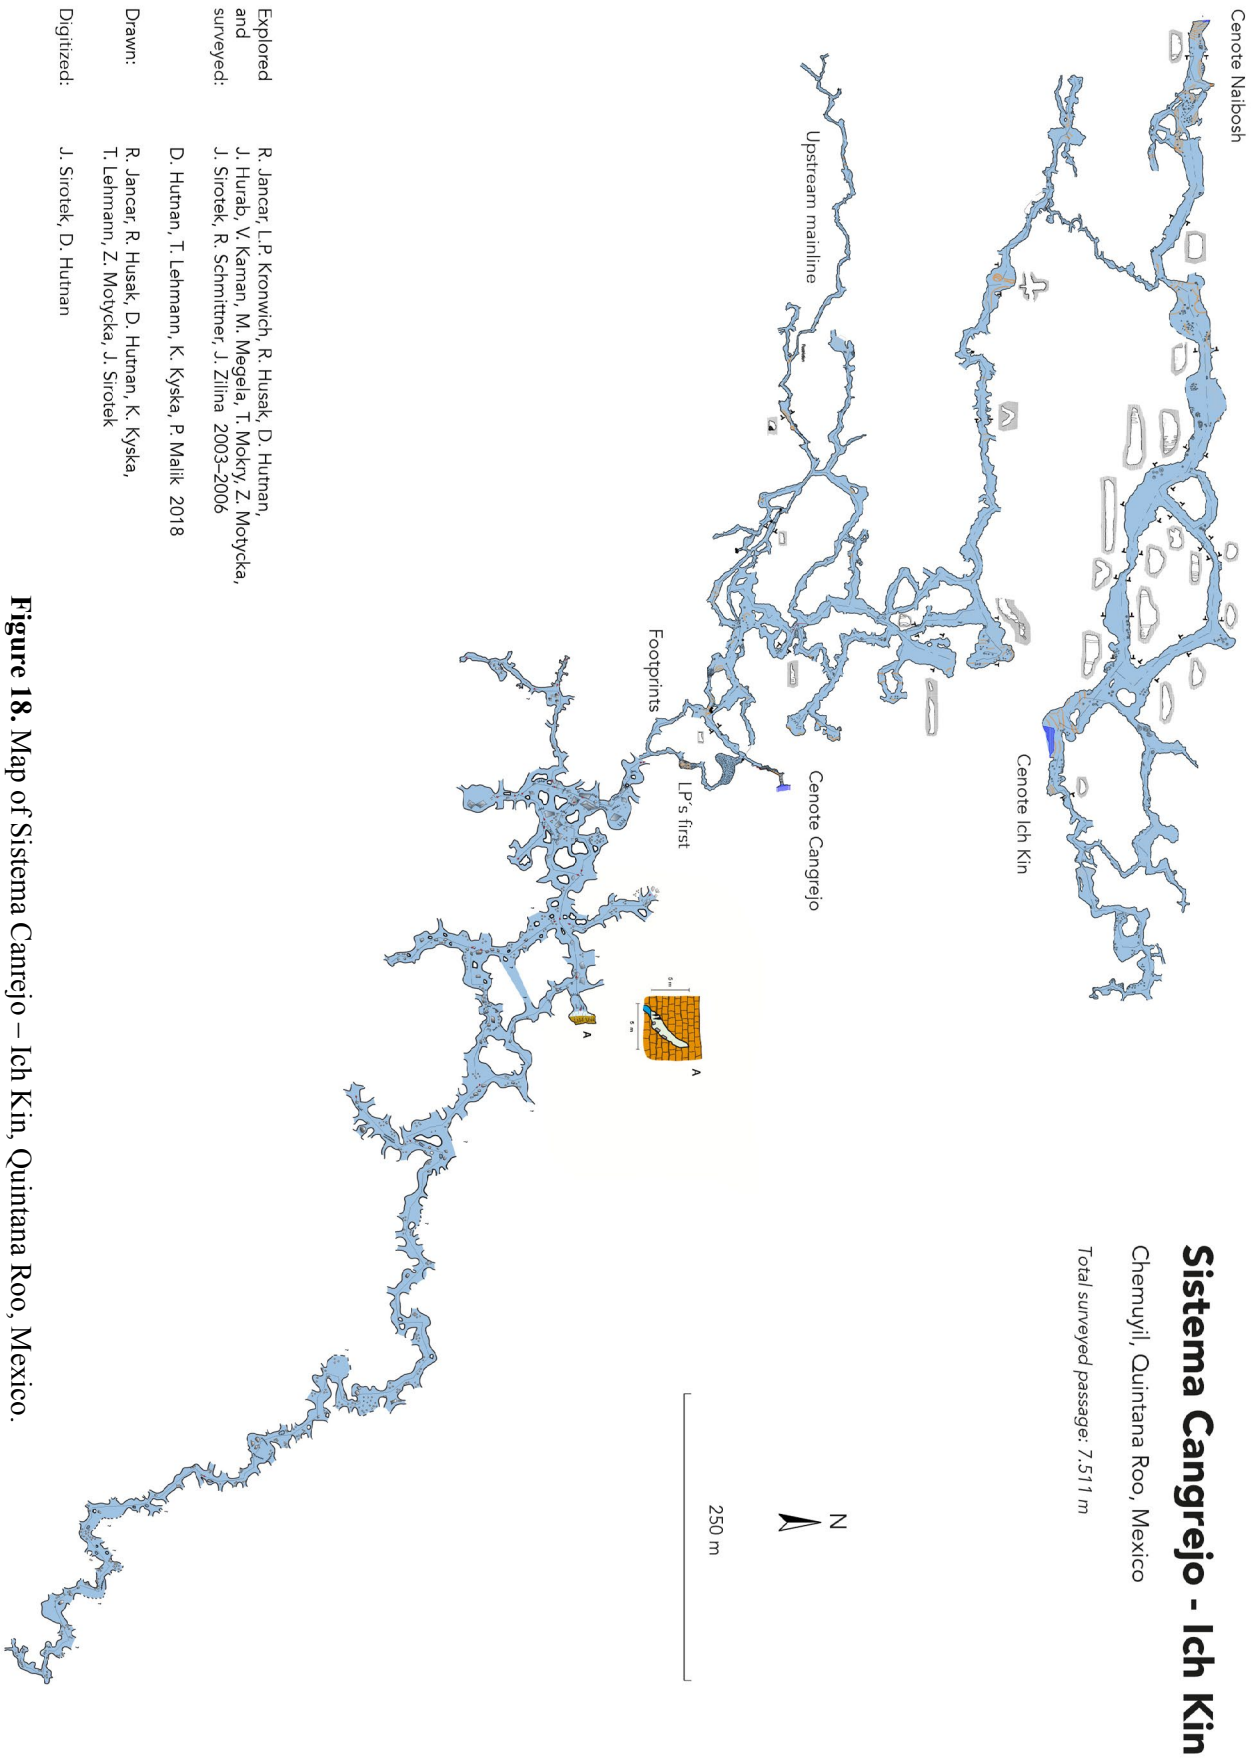 Sistema Cangrejo - Ich Kin
Chemuyil, Quintana Roo, Mexico
Total surveyed passage: 7.511 m
N
250 m
Cenote Naibosh
Cenote Ich Kin
Cenote Cangrejo
Upstream mainline
Footprints
LP´s first
A
5 m
5 m
A
Explored
and
surveyed:
R. Jancar, L.P. Kronwich, R. Husak, D. Hutnan,
J. Hurab, V. Kaman, M. Megela, T. Mokry, Z. Motycka,
J. Sirotek, R. Schmittner, J. Zilina 2003–2006
D. Hutnan, T. Lehmann, K. Kyska, P. Malik 2018
Drawn:
R. Jancar, R. Husak, D. Hutnan, K. Kyska,
T. Lehmann, Z. Motycka, J. Sirotek
Digitized:
J. Sirotek, D. Hutnan
Figure 18. Map of Sistema Canrejo – Ich Kin, Quintana Roo, Mexico.